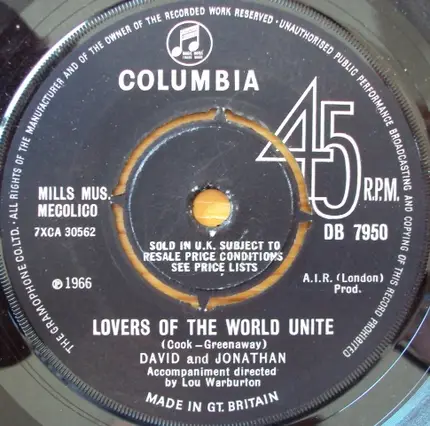 THE GRAMOPHONE CO. LTD. · ALL RIGHTS OF THE MANUFACTURER AND OF THE OWNER OF THE RECORDED WORK RESERVED · UNAUTHORISED PUBLIC PERFORMANCE BROADCASTING AND COPYING OF THIS RECORD PROHIBITED
COLUMBIA
45
R.P.M.
MILLS MUS.
MECOLICO
7XCA 30562
DB 7950
SOLD IN U.K. SUBJECT TO
RESALE PRICE CONDITIONS
SEE PRICE LISTS
℗ 1966
A.I.R. (London)
Prod.
LOVERS OF THE WORLD UNITE
(Cook – Greenaway)
DAVID and JONATHAN
Accompaniment directed
by Lou Warburton
MADE IN GT. BRITAIN